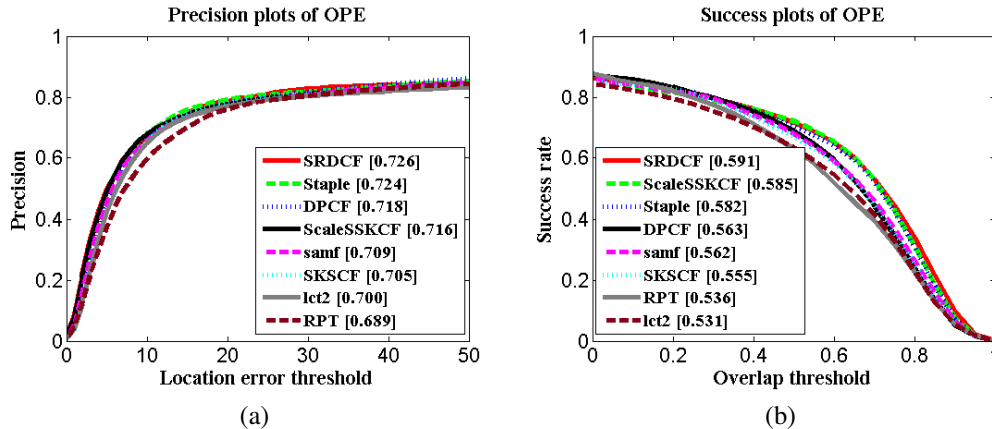 Precision plots of OPE
1
0.8
0.6
0.4
0.2
0
Precision
SRDCF [0.726]
Staple [0.724]
DPCF [0.718]
ScaleSSKCF [0.716]
samf [0.709]
SKSCF [0.705]
lct2 [0.700]
RPT [0.689]
0 10 20 30 40 50
Location error threshold
(a)
Success plots of OPE
1
0.8
0.6
0.4
0.2
0
Success rate
SRDCF [0.591]
ScaleSSKCF [0.585]
Staple [0.582]
DPCF [0.563]
samf [0.562]
SKSCF [0.555]
RPT [0.536]
lct2 [0.531]
0 0.2 0.4 0.6 0.8 1
Overlap threshold
(b)